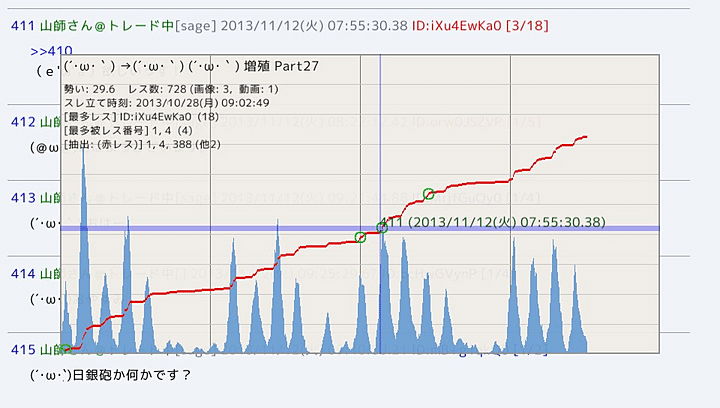 411 山師さん@トレード中[sage] 2013/11/12(火) 07:55:30.38 ID:iXu4EwKa0 [3/18]
>>410
(´･ω･｀) →(´･ω･｀) (´･ω･｀) 増殖 Part27
勢い: 29.6 レス数: 728 (画像: 3, 動画: 1)
スレ立て時刻: 2013/10/28(月) 09:02:49
[最多レス] ID:iXu4EwKa0 (18)
[最多被レス番号] 1, 4 (4)
[抽出: (赤レス)] 1, 4, 388 (他2)
412 山師
(@ω
413 山師
(´･ω･
411 (2013/11/12(火) 07:55:30.38)
414 山師
(´･ω･
415 山師
(´･ω･`)日銀砲か何かです？